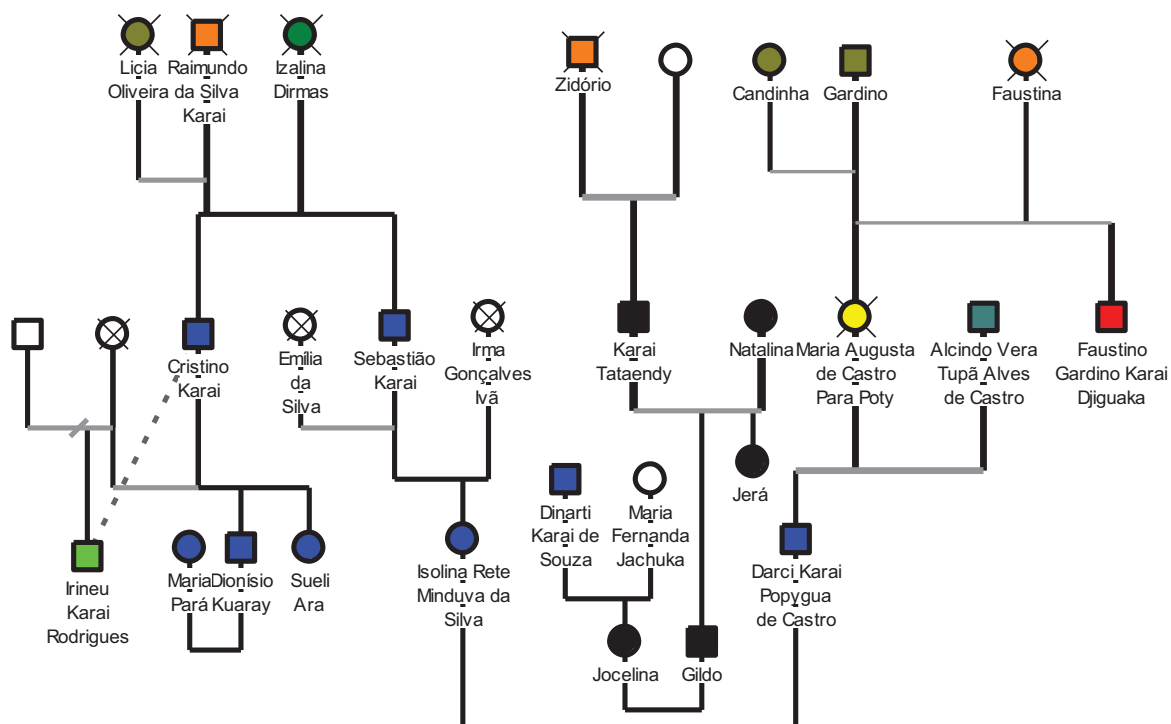 Liçia
Oliveira
Raimundo
da Silva
Karai
Izalina
Dirmas
Zidório
Candinha
Gardino
Faustina
Cristino
Karai
Emília
da
Silva
Sebastião
Karai
Irma
Gonçalves
Ivã
Karai
Tataendy
Natalina
Maria Augusta
de Castro
Para Poty
Alcindo Vera
Tupã Alves
de Castro
Faustino
Gardino Karai
Djiguaka
Jerá
Irineu
Karai
Rodrigues
Maria
Pará
Dionísio
Kuaray
Sueli
Ara
Isolina Rete
Minduva da
Silva
Dinarti
Karai de
Souza
Maria
Fernanda
Jachuka
Darci Karai
Popygua
de Castro
Jocelina
Gildo